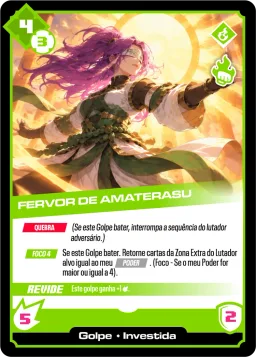 4
3
FERVOR DE AMATERASU
QUEBRA (Se este Golpe bater, interrompa a sequência do lutador
adversário.)
FOCO 4 Se este Golpe bater. Retorne cartas da Zona Extra do Lutador
alvo igual ao meu PODER . (Foco - Se o meu Poder for
maior ou igual a 4).
REVIDE Este golpe ganha +1 .
5
2
Golpe • Investida